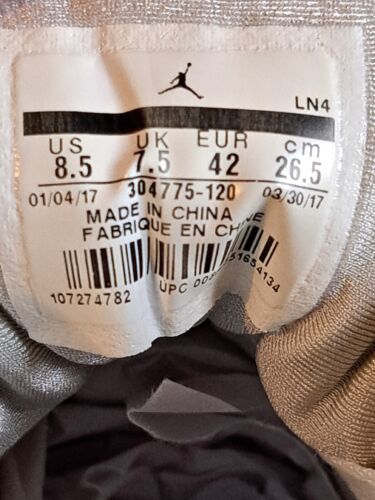 LN4
US UK EUR cm
8.5 7.5 42 26.5
01/04/17 304775-120 03/30/17
MADE IN CHINA
FABRIQUE EN
107274782
UPC